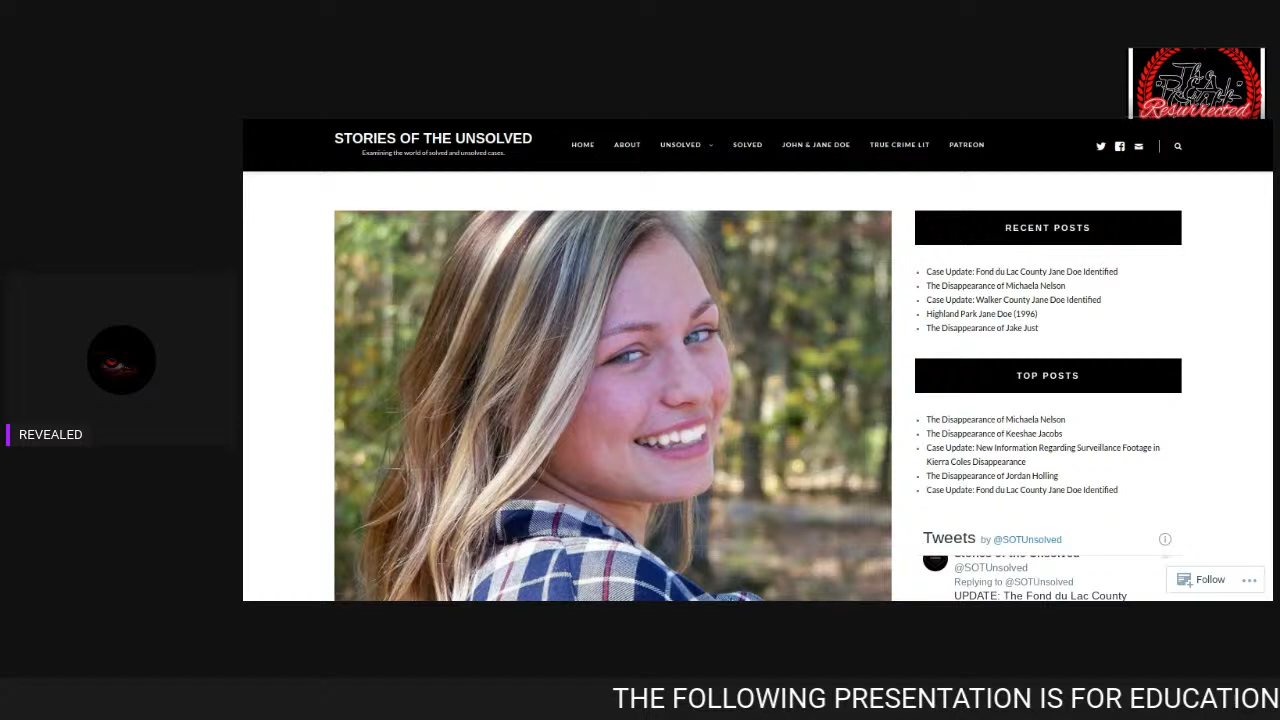 The
Resurrected
STORIES OF THE UNSOLVED
Examining the world of solved and unsolved cases.
HOME
ABOUT
UNSOLVED
SOLVED
JOHN & JANE DOE
TRUE CRIME LIT
PATREON
RECENT POSTS
Case Update: Fond du Lac County Jane Doe Identified
The Disappearance of Michaela Nelson
Case Update: Walker County Jane Doe Identified
Highland Park Jane Doe (1996)
The Disappearance of Jake Just
TOP POSTS
The Disappearance of Michaela Nelson
The Disappearance of Keeshae Jacobs
Case Update: New Information Regarding Surveillance Footage in
Kierra Coles Disappearance
The Disappearance of Jordan Holling
Case Update: Fond du Lac County Jane Doe Identified
Tweets by @SOTUnsolved
Stories of the Unsolved
@SOTUnsolved
Replying to @SOTUnsolved
UPDATE: The Fond du Lac County
Follow
REVEALED
THE FOLLOWING PRESENTATION IS FOR EDUCATION